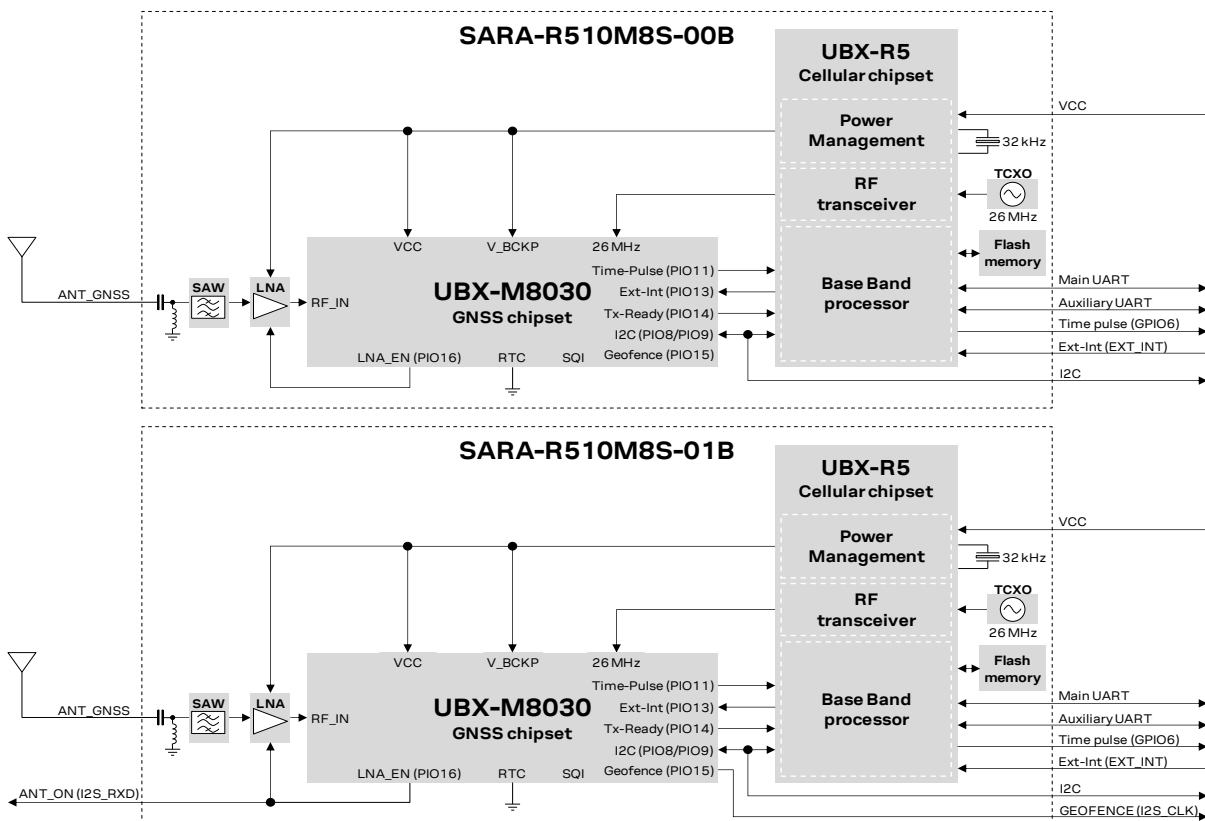 SARA-R510M8S-00B
UBX-R5
Cellular chipset
VCC
Power
Management
32 kHz
RF
transceiver
TCXO
26 MHz
VCC
V_BCKP
26 MHz
Flash
memory
Time-Pulse (PIO11)
SAW
LNA
Main UART
ANT_GNSS
RF_IN
UBX-M8030
GNSS chipset
Ext-Int (PIO13)
Base Band
processor
Auxiliary UART
Tx-Ready (PIO14)
Time pulse (GPIO6)
I2C (PIO8/PIO9)
Ext-Int (EXT_INT)
LNA_EN (PIO16)
RTC
SQI
Geofence (PIO15)
I2C
SARA-R510M8S-01B
UBX-R5
Cellular chipset
VCC
Power
Management
32 kHz
RF
transceiver
TCXO
26 MHz
VCC
V_BCKP
26 MHz
Flash
memory
Time-Pulse (PIO11)
SAW
LNA
Main UART
ANT_GNSS
RF_IN
UBX-M8030
GNSS chipset
Ext-Int (PIO13)
Base Band
processor
Auxiliary UART
Tx-Ready (PIO14)
Time pulse (GPIO6)
I2C (PIO8/PIO9)
Ext-Int (EXT_INT)
LNA_EN (PIO16)
RTC
SQI
Geofence (PIO15)
I2C
ANT_ON (I2S_RXD)
GEOFENCE (I2S_CLK)